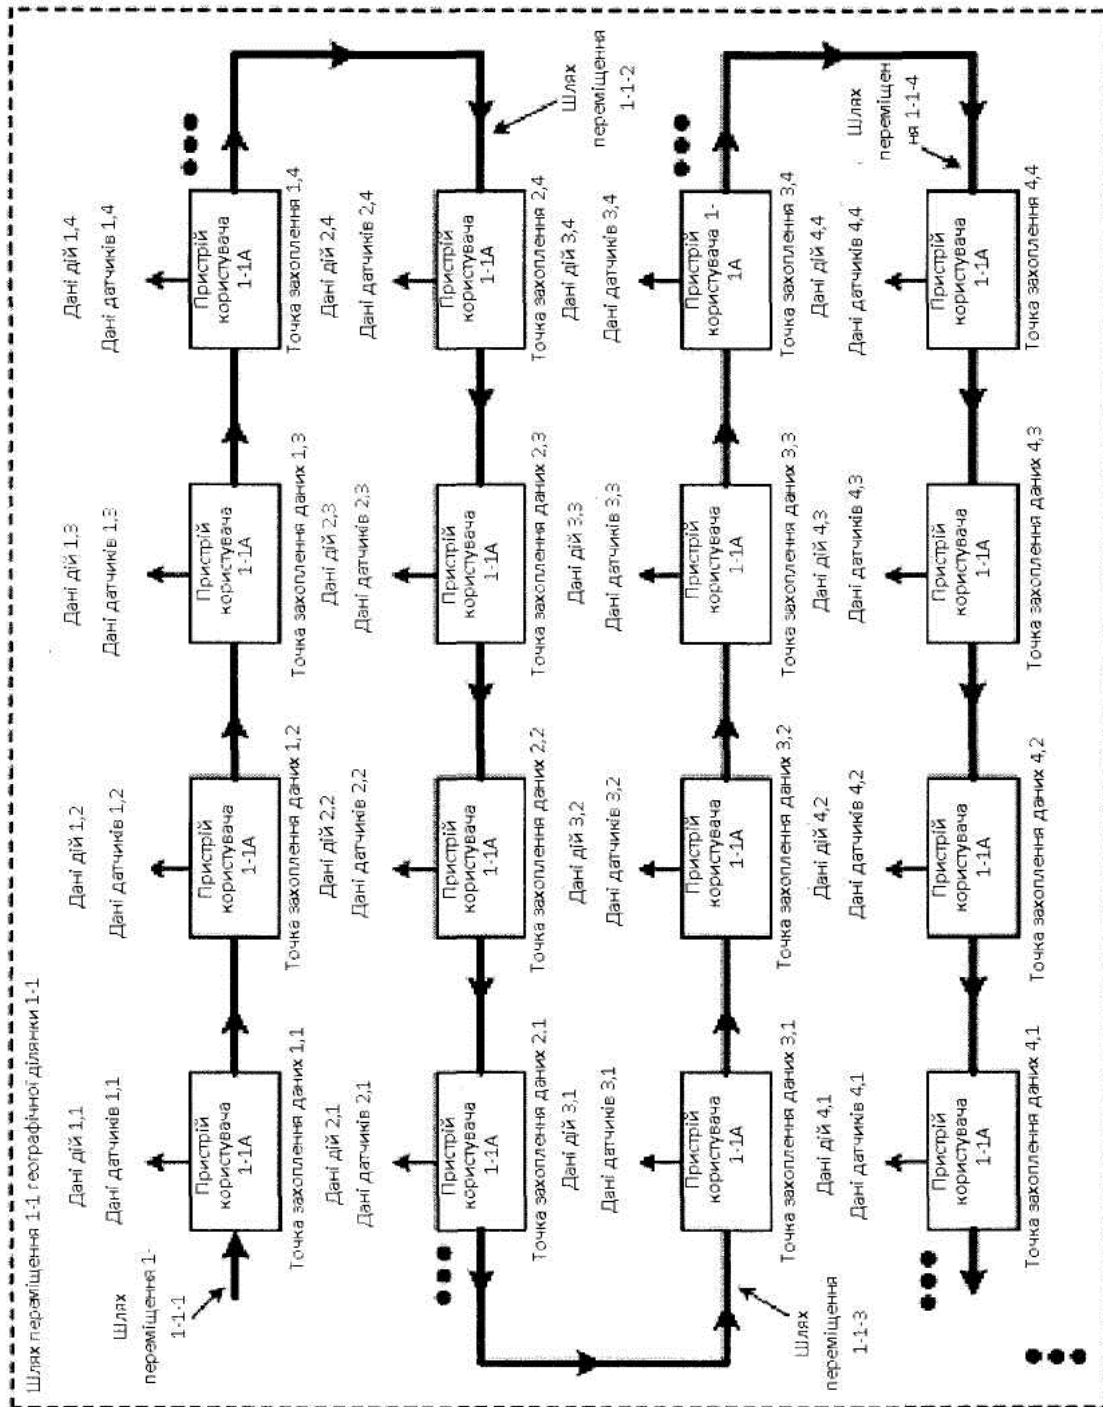 Шлях переміщення 1-1 географічної ділянки 1-1
Дані дій 1,1
Дані датчиків 1,1
Дані дій 1,2
Дані датчиків 1,2
Дані дій 1,3
Дані датчиків 1,3
Дані дій 1,4
Дані датчиків 1,4
Шлях
переміщення 1-
1-1-1
Пристрій
користувача
1-1А
Пристрій
користувача
1-1А
Пристрій
користувача
1-1А
Пристрій
користувача
1-1А
Точка захоплення даних 1,1
Точка захоплення даних 1,2
Точка захоплення даних 1,3
Точка захоплення 1,4
Дані дій 2,1
Дані датчиків 2,1
Дані дій 2,2
Дані датчиків 2,2
Дані дій 2,3
Дані датчиків 2,3
Дані дій 2,4
Дані датчиків 2,4
Пристрій
користувача
1-1А
Пристрій
користувача
1-1А
Пристрій
користувача
1-1А
Пристрій
користувача
1-1А
Шлях
переміщення
1-1-2
Точка захоплення даних 2,1
Точка захоплення даних 2,2
Точка захоплення даних 2,3
Точка захоплення 2,4
Дані дій 3,1
Дані датчиків 3,1
Дані дій 3,2
Дані датчиків 3,2
Дані дій 3,3
Дані датчиків 3,3
Дані дій 3,4
Дані датчиків 3,4
Пристрій
користувача
1-1А
Пристрій
користувача
1-1А
Пристрій
користувача
1-1А
Пристрій
користувача 1-
1А
Шлях
переміщення
1-1-3
Точка захоплення даних 3,1
Точка захоплення даних 3,2
Точка захоплення даних 3,3
Точка захоплення 3,4
Дані дій 4,1
Дані датчиків 4,1
Дані дій 4,2
Дані датчиків 4,2
Дані дій 4,3
Дані датчиків 4,3
Дані дій 4,4
Дані датчиків 4,4
Шлях
переміщен
ня 1-1-4
Пристрій
користувача
1-1А
Пристрій
користувача
1-1А
Пристрій
користувача
1-1А
Пристрій
користувача
1-1А
Точка захоплення даних 4,1
Точка захоплення даних 4,2
Точка захоплення даних 4,3
Точка захоплення 4,4